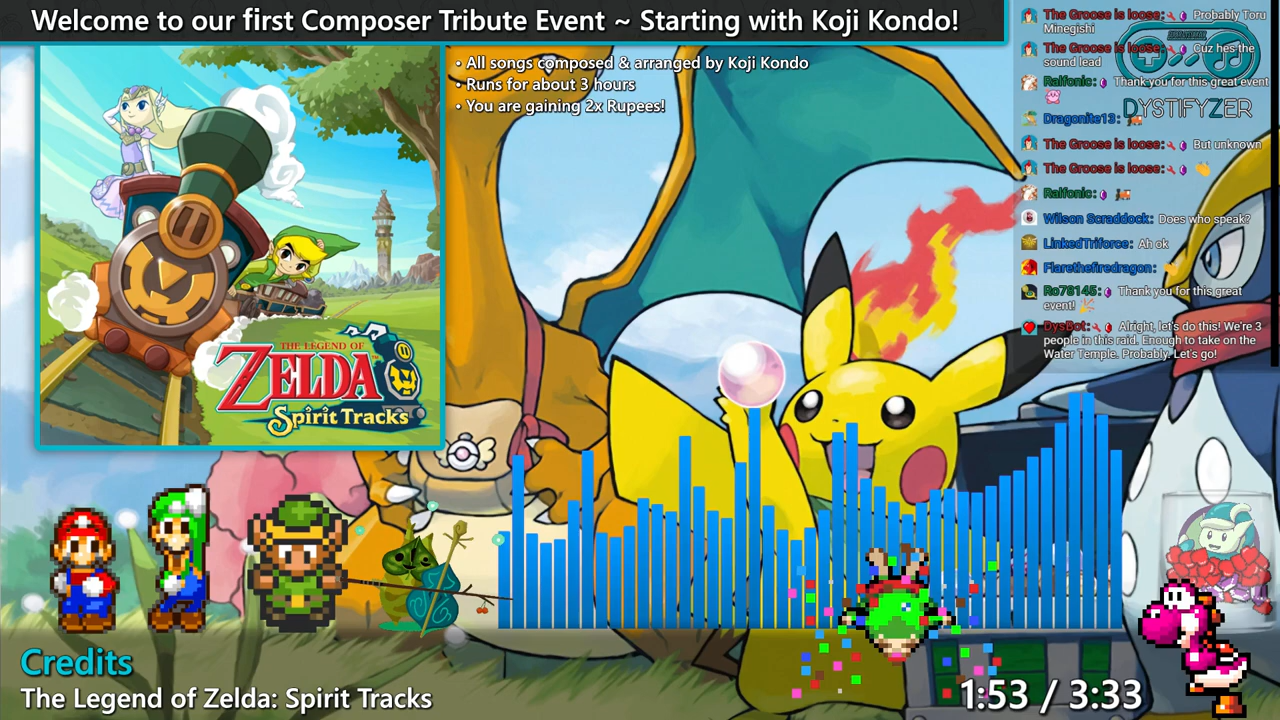 Welcome to our first Composer Tribute Event ~ Starting with Koji Kondo!
• All songs composed & arranged by Koji Kondo
• Runs for about 3 hours
• You are gaining 2x Rupees!
THE LEGEND OF
ZELDA
Spirit Tracks
The Groose is loose: Probably Toru
Minegishi
The Groose is loose: Cuz hes the
sound lead
Ralfonic: Thank you for this great event
DYSTIFYZER
Dragonite13:
The Groose is loose: But unknown
The Groose is loose:
Ralfonic:
Wilson Scraddock: Does who speak?
LinkedTriforce: Ah ok
Flarethefiredragon:
Ro78145: Thank you for this great
event!
DysBot: Alright, let's do this! We're 3
people in this raid. Enough to take on the
Water Temple. Probably. Let's go!
Credits
The Legend of Zelda: Spirit Tracks
1:53 / 3:33